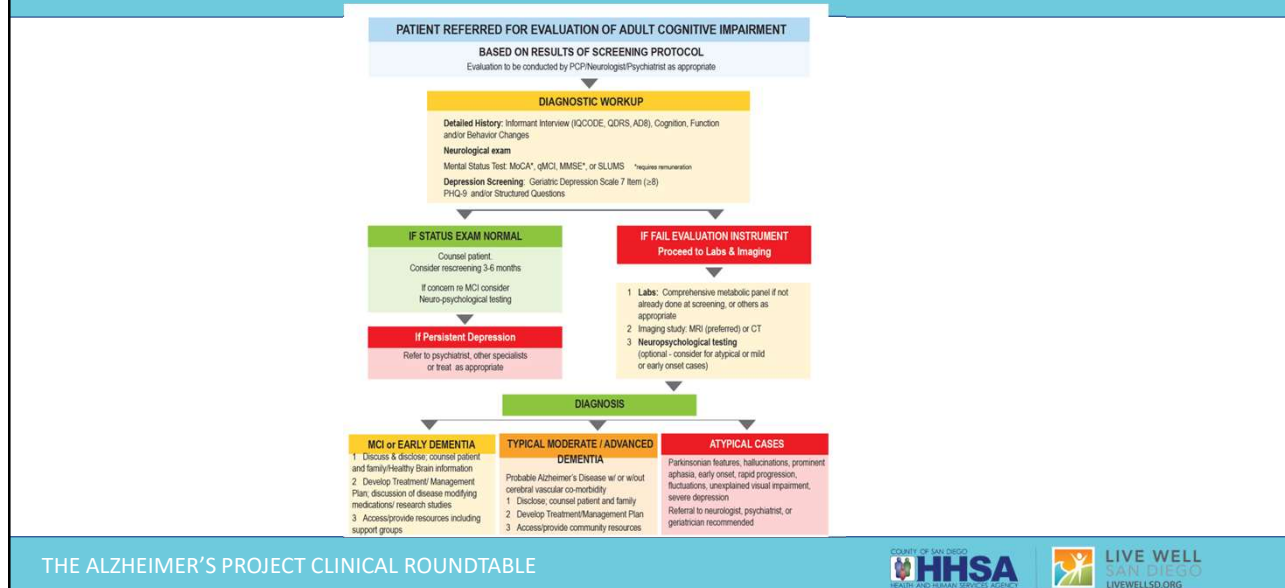 PATIENT REFERRED FOR EVALUATION OF ADULT COGNITIVE IMPAIRMENT
BASED ON RESULTS OF SCREENING PROTOCOL
Evaluation to be conducted by PCP/Neurologist/Psychiatrist as appropriate
DIAGNOSTIC WORKUP
Detailed History: Informant Interview (IQCODE, QDRS, AD8), Cognition, Function
and/or Behavior Changes
Neurological exam
Mental Status Test: MoCA*, qMCI, MMSE*, or SLUMS *requires remuneration
Depression Screening: Geriatric Depression Scale 7 Item (≥8)
PHQ-9 and/or Structured Questions
IF STATUS EXAM NORMAL
Counsel patient.
Consider rescreening 3-6 months
If concern re MCI consider
Neuro-psychological testing
If Persistent Depression
Refer to psychiatrist, other specialists
or treat as appropriate
IF FAIL EVALUATION INSTRUMENT
Proceed to Labs & Imaging
1 Labs: Comprehensive metabolic panel if not
already done at screening, or others as
appropriate
2 Imaging study: MRI (preferred) or CT
3 Neuropsychological testing
(optional - consider for atypical or mild
or early onset cases)
DIAGNOSIS
MCI or EARLY DEMENTIA
1 Discuss & disclose; counsel patient
and family/Healthy Brain information
2 Develop Treatment/ Management
Plan; discussion of disease modifying
medications/ research studies
3 Access/provide resources including
support groups
TYPICAL MODERATE / ADVANCED
DEMENTIA
Probable Alzheimer's Disease w/ or w/out
cerebral vascular co-morbidity
1 Disclose; counsel patient and family
2 Develop Treatment/Management Plan
3 Access/provide community resources
ATYPICAL CASES
Parkinsonian features, hallucinations, prominent
aphasia, early onset, rapid progression,
fluctuations, unexplained visual impairment,
severe depression
Referral to neurologist, psychiatrist, or
geriatrician recommended
THE ALZHEIMER'S PROJECT CLINICAL ROUNDTABLE
COUNTY OF SAN DIEGO
HHSA
HEALTH AND HUMAN SERVICES AGENCY
LIVE WELL
SAN DIEGO
LIVEWELLSD.ORG